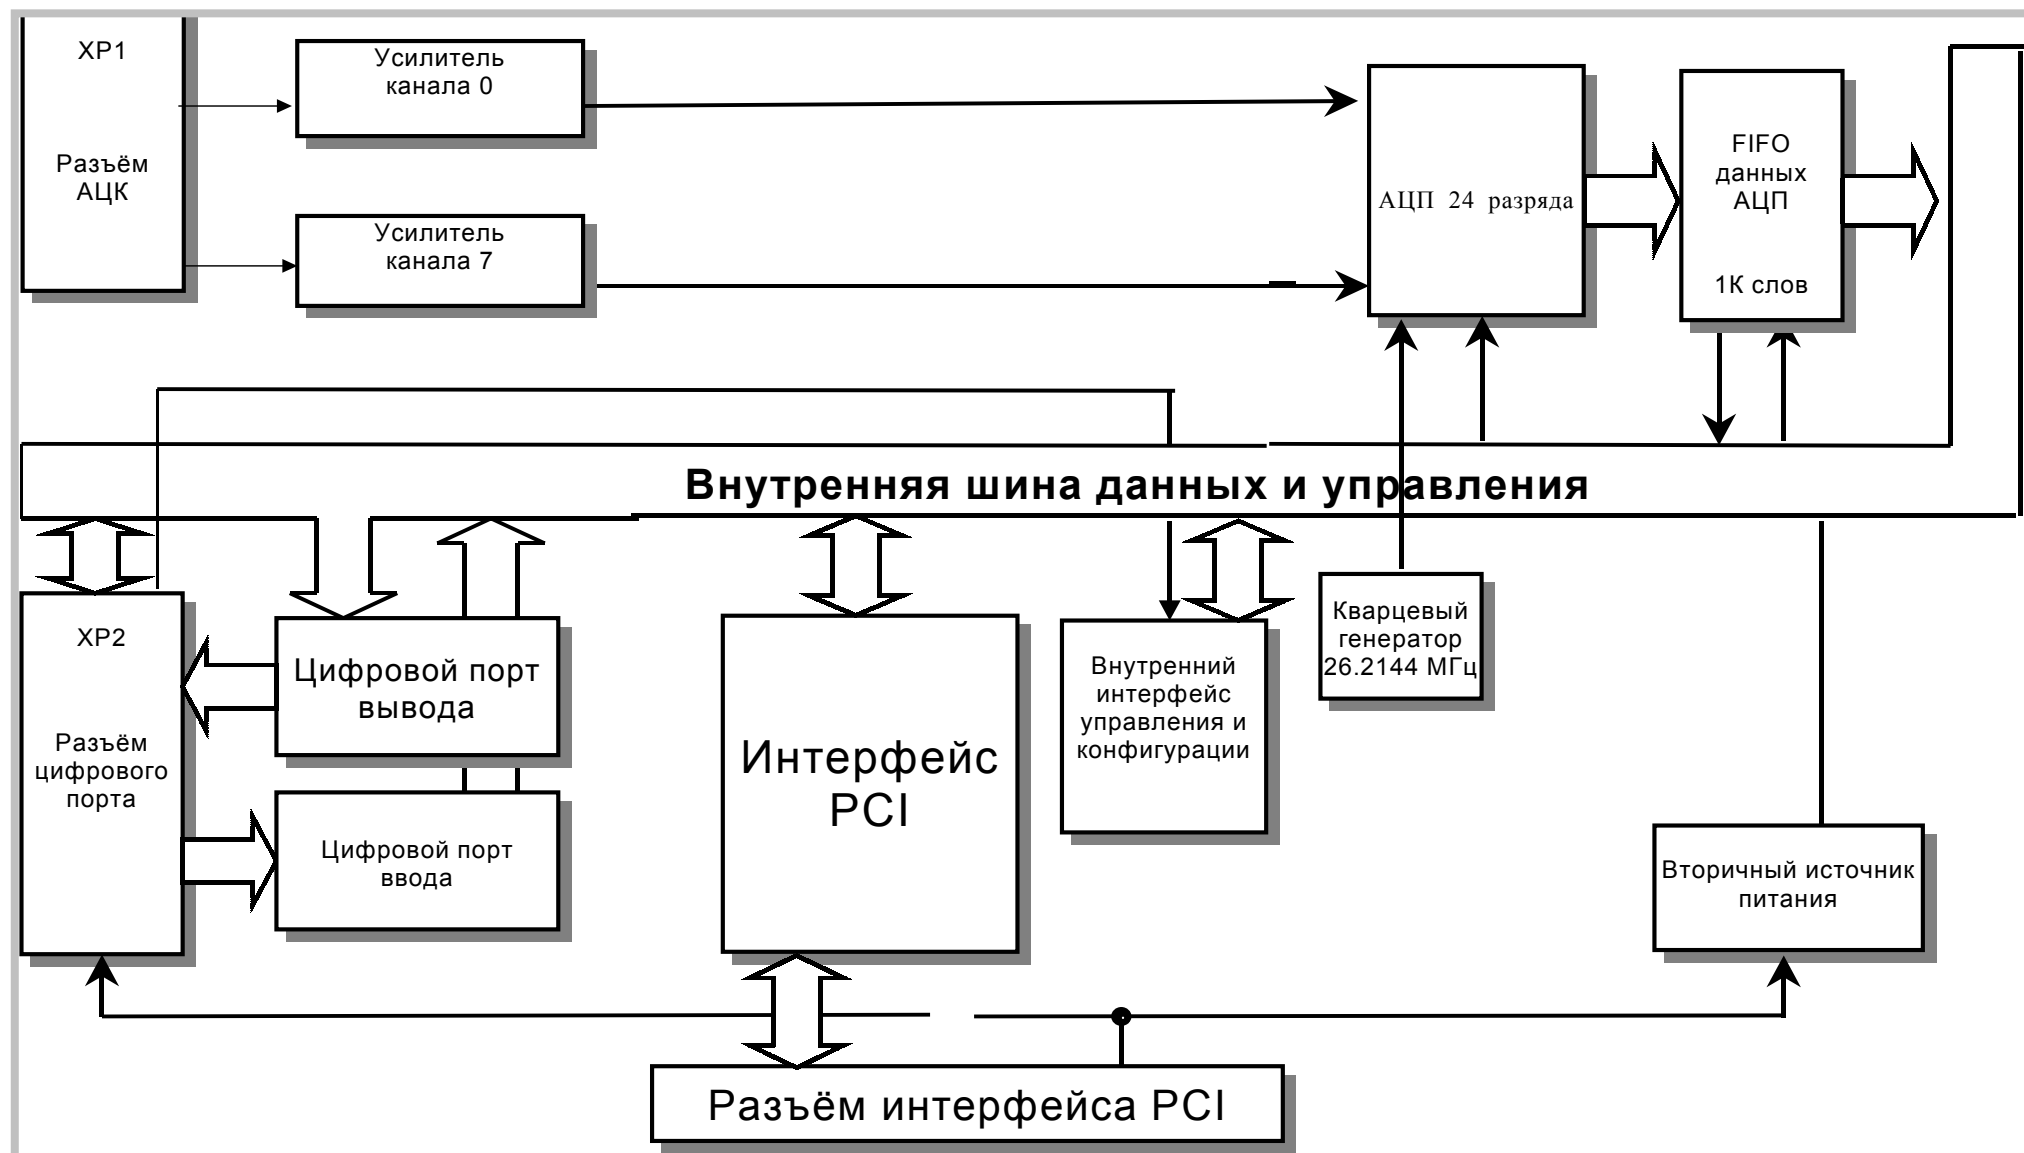 XP1
Разъём
АЦК
Усилитель
канала 0
Усилитель
канала 7
АЦП 24 разряда
FIFO
данных
АЦП
1К слов
Внутренняя шина данных и управления
XP2
Разъём
цифрового
порта
Цифровой порт
вывода
Цифровой порт
ввода
Интерфейс
PCI
Внутренний
интерфейс
управления и
конфигурации
Кварцевый
генератор
26.2144 МГц
Вторичный источник
питания
Разъём интерфейса PCI